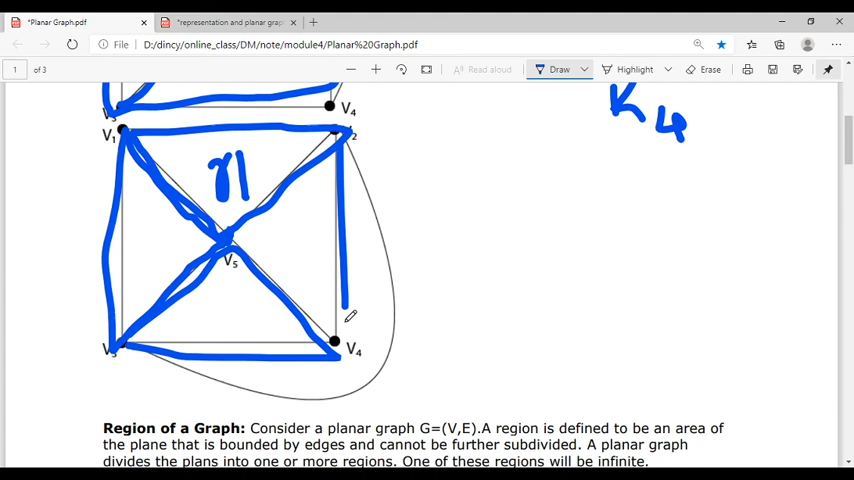 *Planar Graph.pdf
*representation and planar grap
File
D:/dincy/online_class/DM/note/module4/Planar%20Graph.pdf
1 of 3
Read aloud
Draw
Highlight
Erase
V4
K4
V1
r1
V5
V4
Region of a Graph: Consider a planar graph G=(V,E).A region is defined to be an area of
the plane that is bounded by edges and cannot be further subdivided. A planar graph
divides the plans into one or more regions. One of these regions will be infinite.